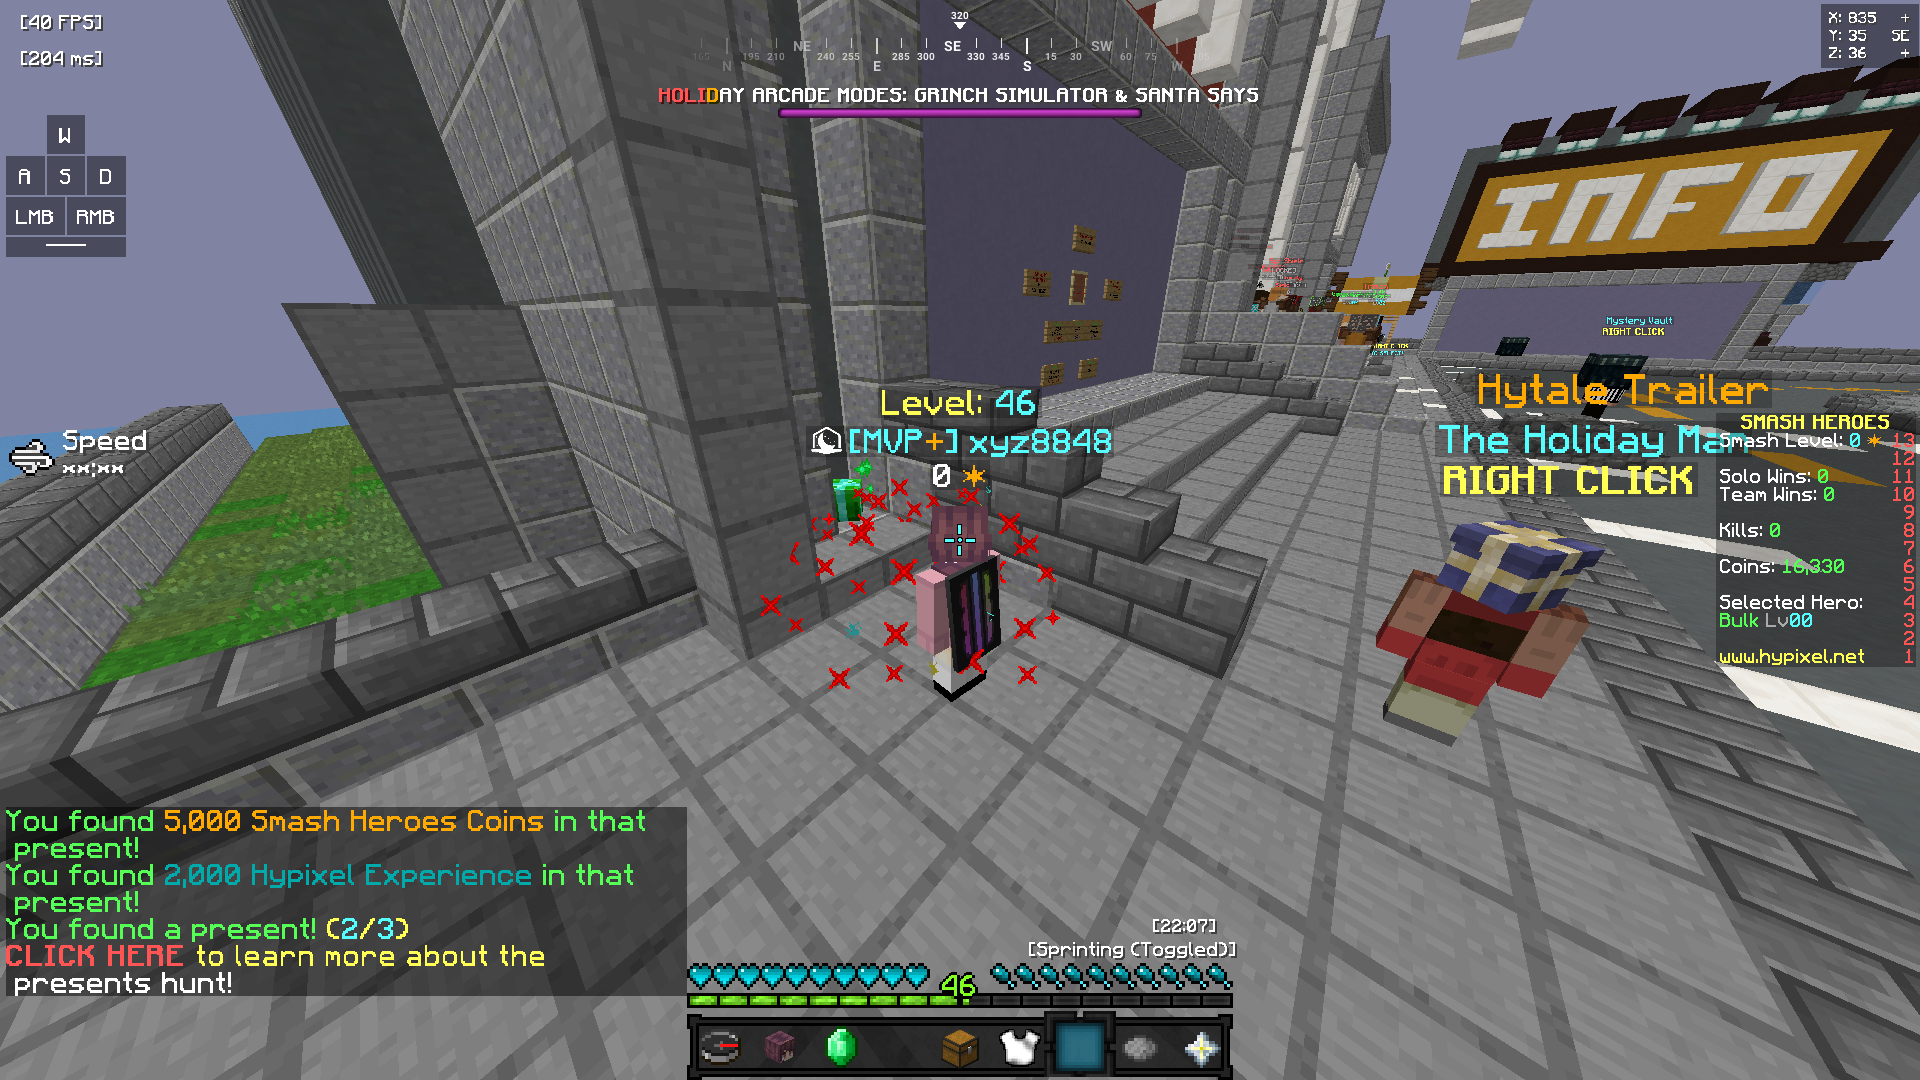 [40 FPS]
[204 ms]
W
A S D
LMB RMB
320
165 N 195 210 NE 240 255 E 285 300 SE 330 345 S 15 30 SW 60 75 W
HOLIDAY ARCADE MODES: GRINCH SIMULATOR & SANTA SAYS
X: 835 +
Y: 35 SE
Z: 36 +
INFO
Mystery Vault
RIGHT CLICK
Speed
**:**
Level: 46
[MVP+] xyz8848
0
Hytale Trailer
The Holiday Man
RIGHT CLICK
SMASH HEROES
Smash Level: 0 13
12
Solo Wins: 0 11
Team Wins: 0 10
9
Kills: 0 8
7
Coins: 16,330 6
5
Selected Hero: 4
Bulk Lv00 3
2
www.hypixel.net 1
You found 5,000 Smash Heroes Coins in that
present!
You found 2,000 Hypixel Experience in that
present!
You found a present! (2/3)
CLICK HERE to learn more about the
presents hunt!
[22:07]
[Sprinting (Toggled)]
46